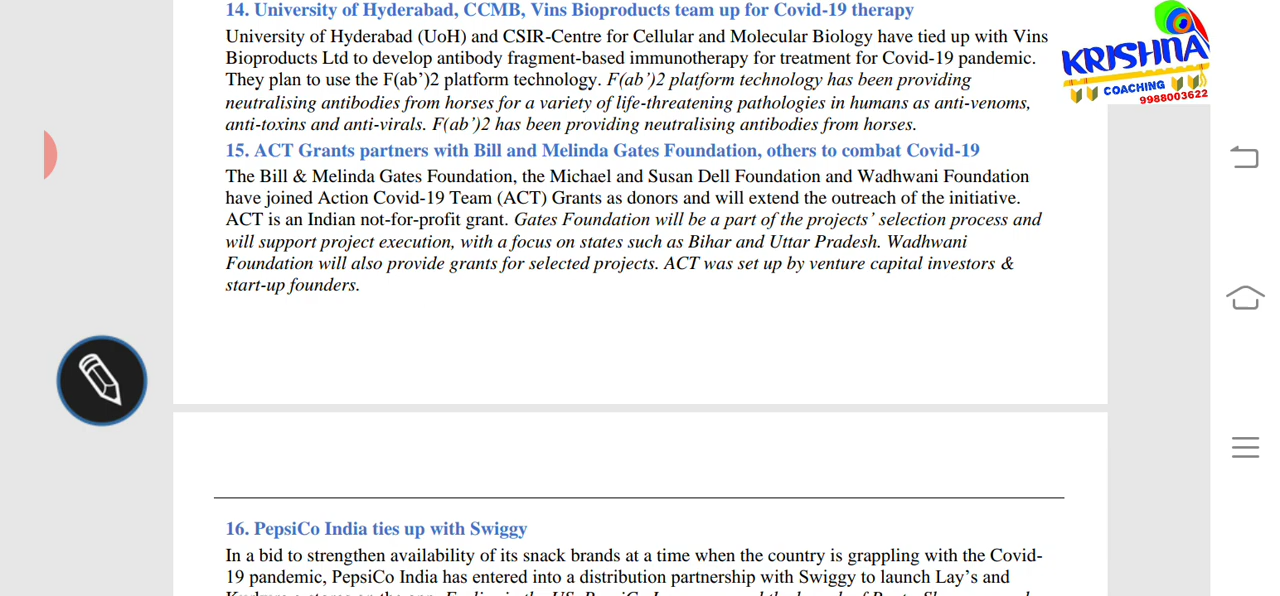 14. University of Hyderabad, CCMB, Vins Bioproducts team up for Covid-19 therapy
University of Hyderabad (UoH) and CSIR-Centre for Cellular and Molecular Biology have tied up with Vins
Bioproducts Ltd to develop antibody fragment-based immunotherapy for treatment for Covid-19 pandemic.
They plan to use the F(ab’)2 platform technology. F(ab’)2 platform technology has been providing
neutralising antibodies from horses for a variety of life-threatening pathologies in humans as anti-venoms,
anti-toxins and anti-virals. F(ab’)2 has been providing neutralising antibodies from horses.
KRISHNA
COACHING
9988003622
15. ACT Grants partners with Bill and Melinda Gates Foundation, others to combat Covid-19
The Bill & Melinda Gates Foundation, the Michael and Susan Dell Foundation and Wadhwani Foundation
have joined Action Covid-19 Team (ACT) Grants as donors and will extend the outreach of the initiative.
ACT is an Indian not-for-profit grant. Gates Foundation will be a part of the projects’ selection process and
will support project execution, with a focus on states such as Bihar and Uttar Pradesh. Wadhwani
Foundation will also provide grants for selected projects. ACT was set up by venture capital investors &
start-up founders.
16. PepsiCo India ties up with Swiggy
In a bid to strengthen availability of its snack brands at a time when the country is grappling with the Covid-
19 pandemic, PepsiCo India has entered into a distribution partnership with Swiggy to launch Lay’s and